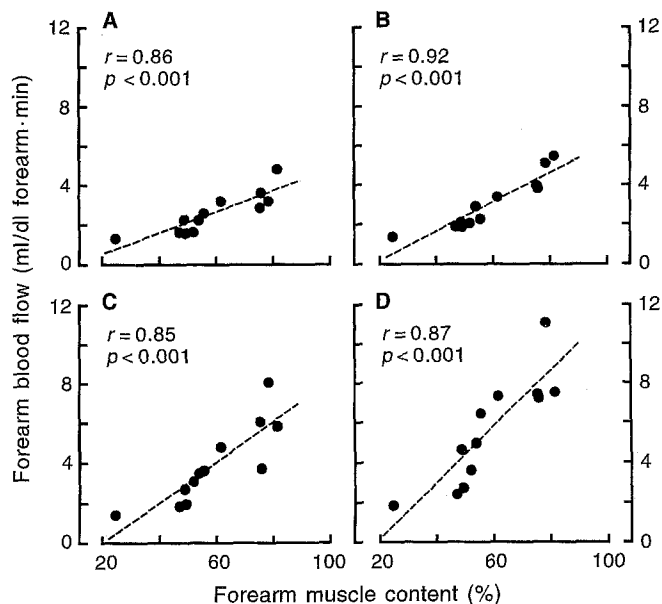 A
r = 0.86
p < 0.001
B
r = 0.92
p < 0.001
12
8
4
0
12
8
4
0
C
r = 0.85
p < 0.001
D
r = 0.87
p < 0.001
12
8
4
0
12
8
4
0
20 60 100
20 60 100
Forearm muscle content (%)
Forearm blood flow (ml/dl forearm·min)